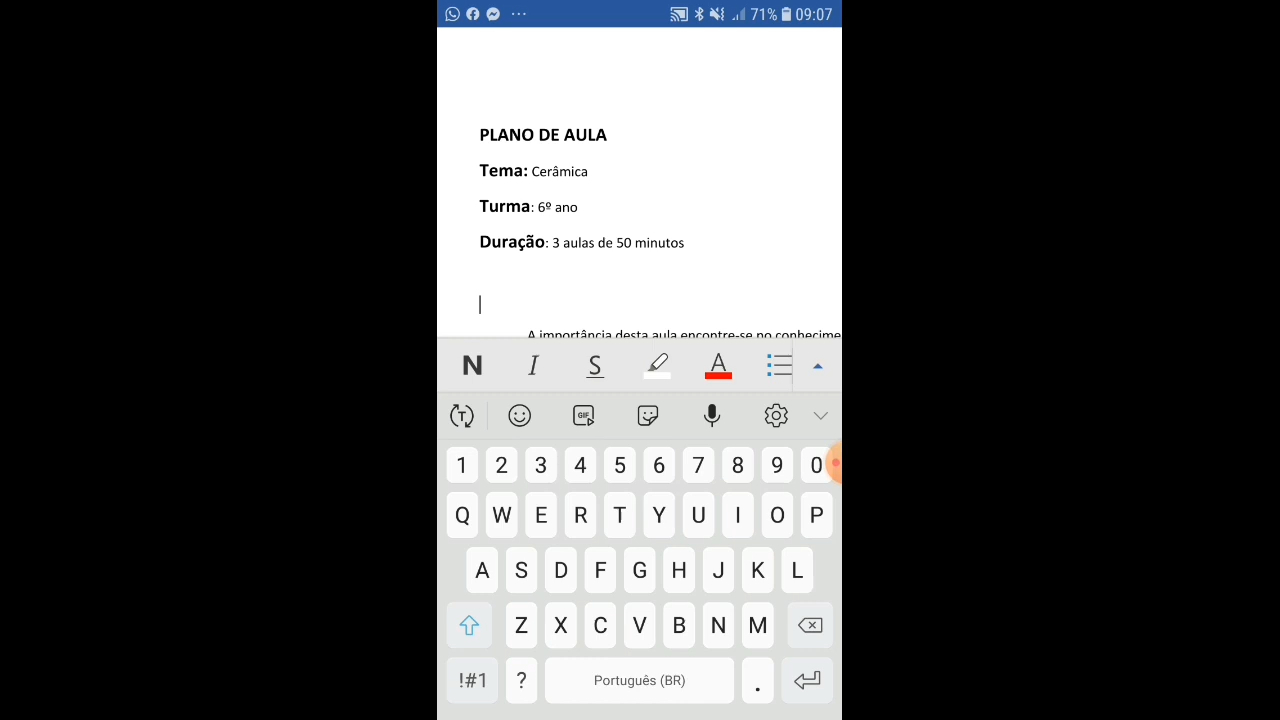 71% 09:07
PLANO DE AULA
Tema: Cerâmica
Turma: 6º ano
Duração: 3 aulas de 50 minutos
A importância desta aula encontre-se no conhecime
N I S A
T GIF
1 2 3 4 5 6 7 8 9 0
Q W E R T Y U I O P
A S D F G H J K L
Z X C V B N M
!#1 ? Português (BR) .